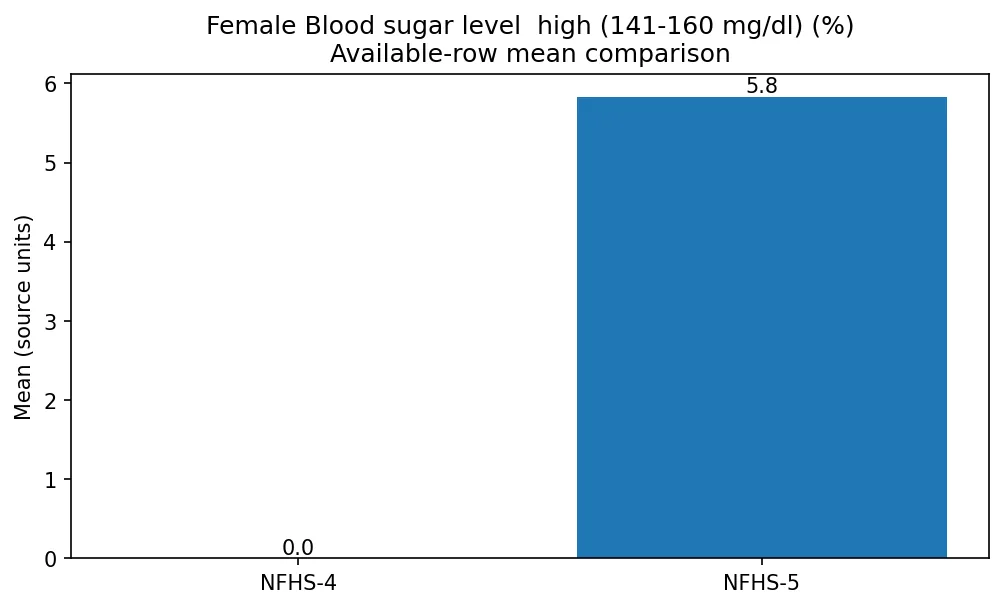 Female Blood sugar level  high (141-160 mg/dl) (%)
Available-row mean comparison
Mean (source units)
6
5
4
3
2
1
0
5.8
0.0
NFHS-4
NFHS-5